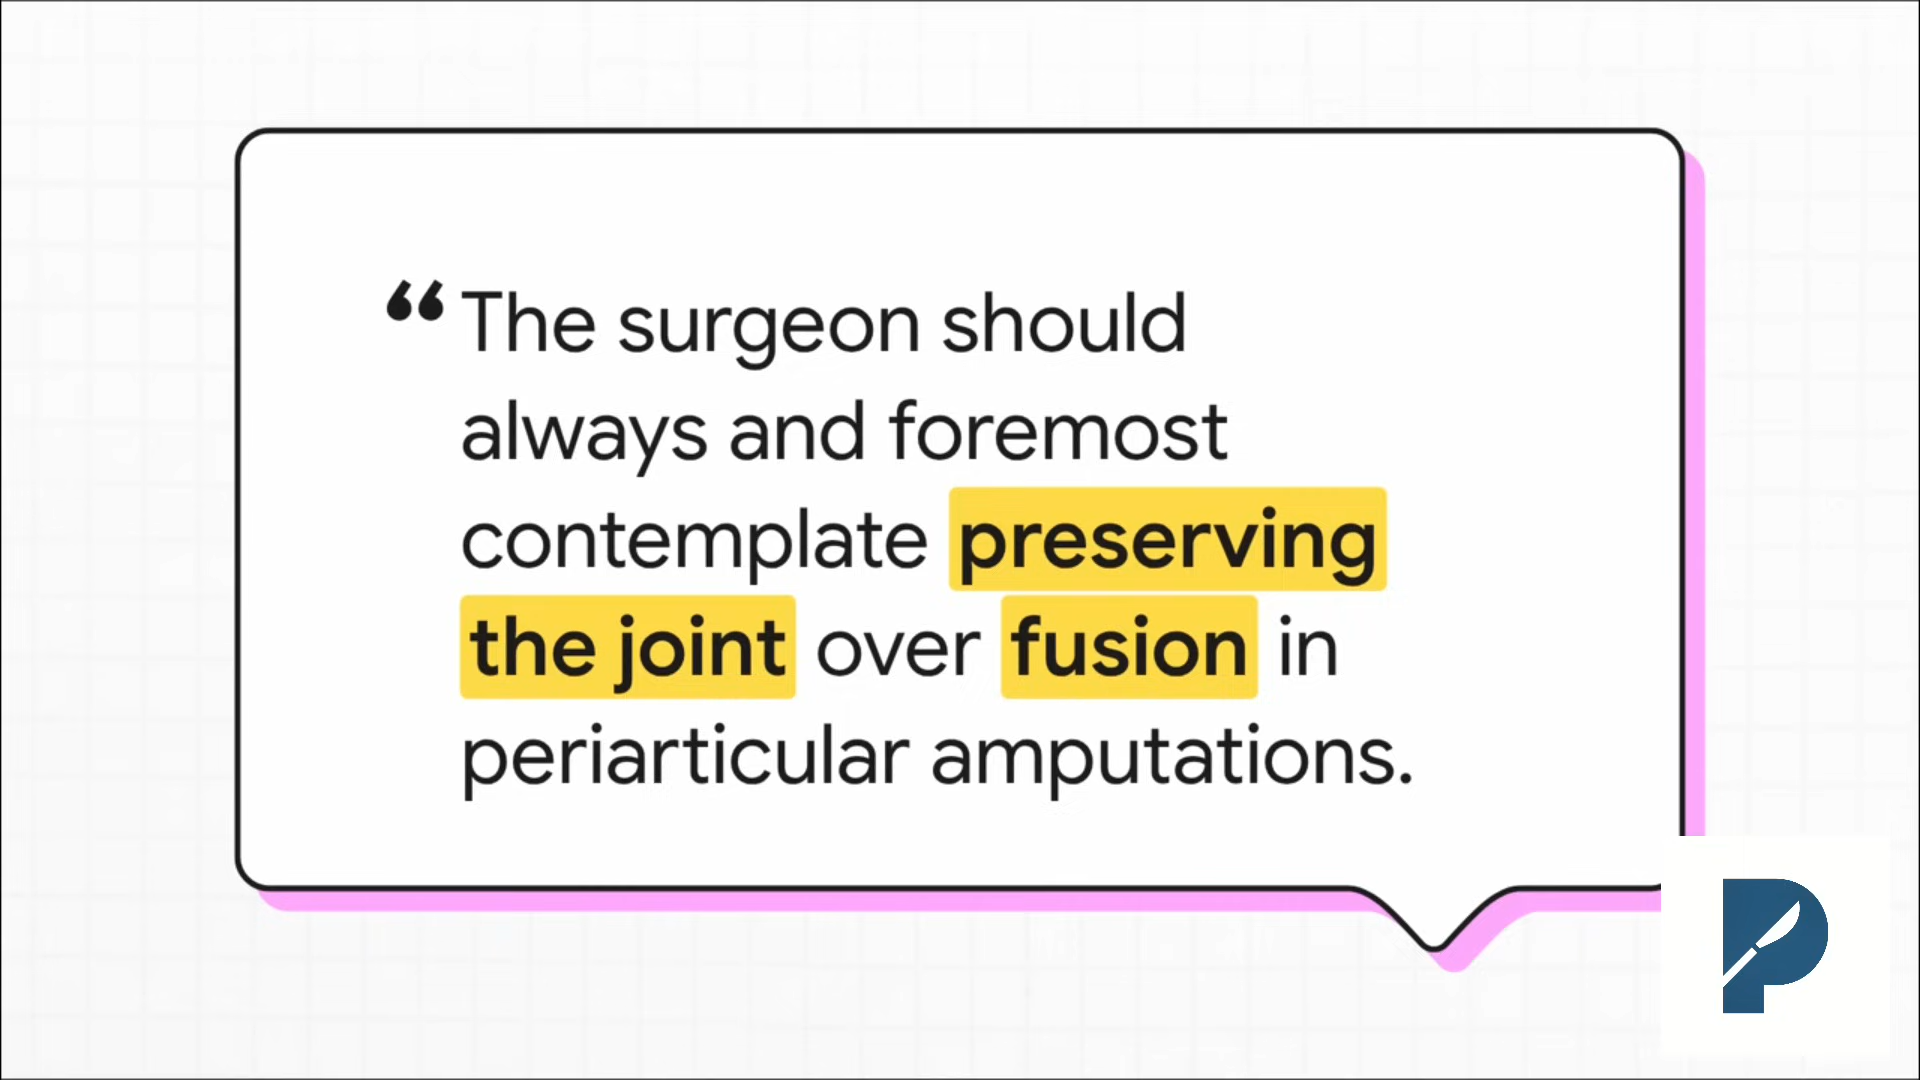 “The surgeon should
always and foremost
contemplate preserving
the joint over fusion in
periarticular amputations.
P